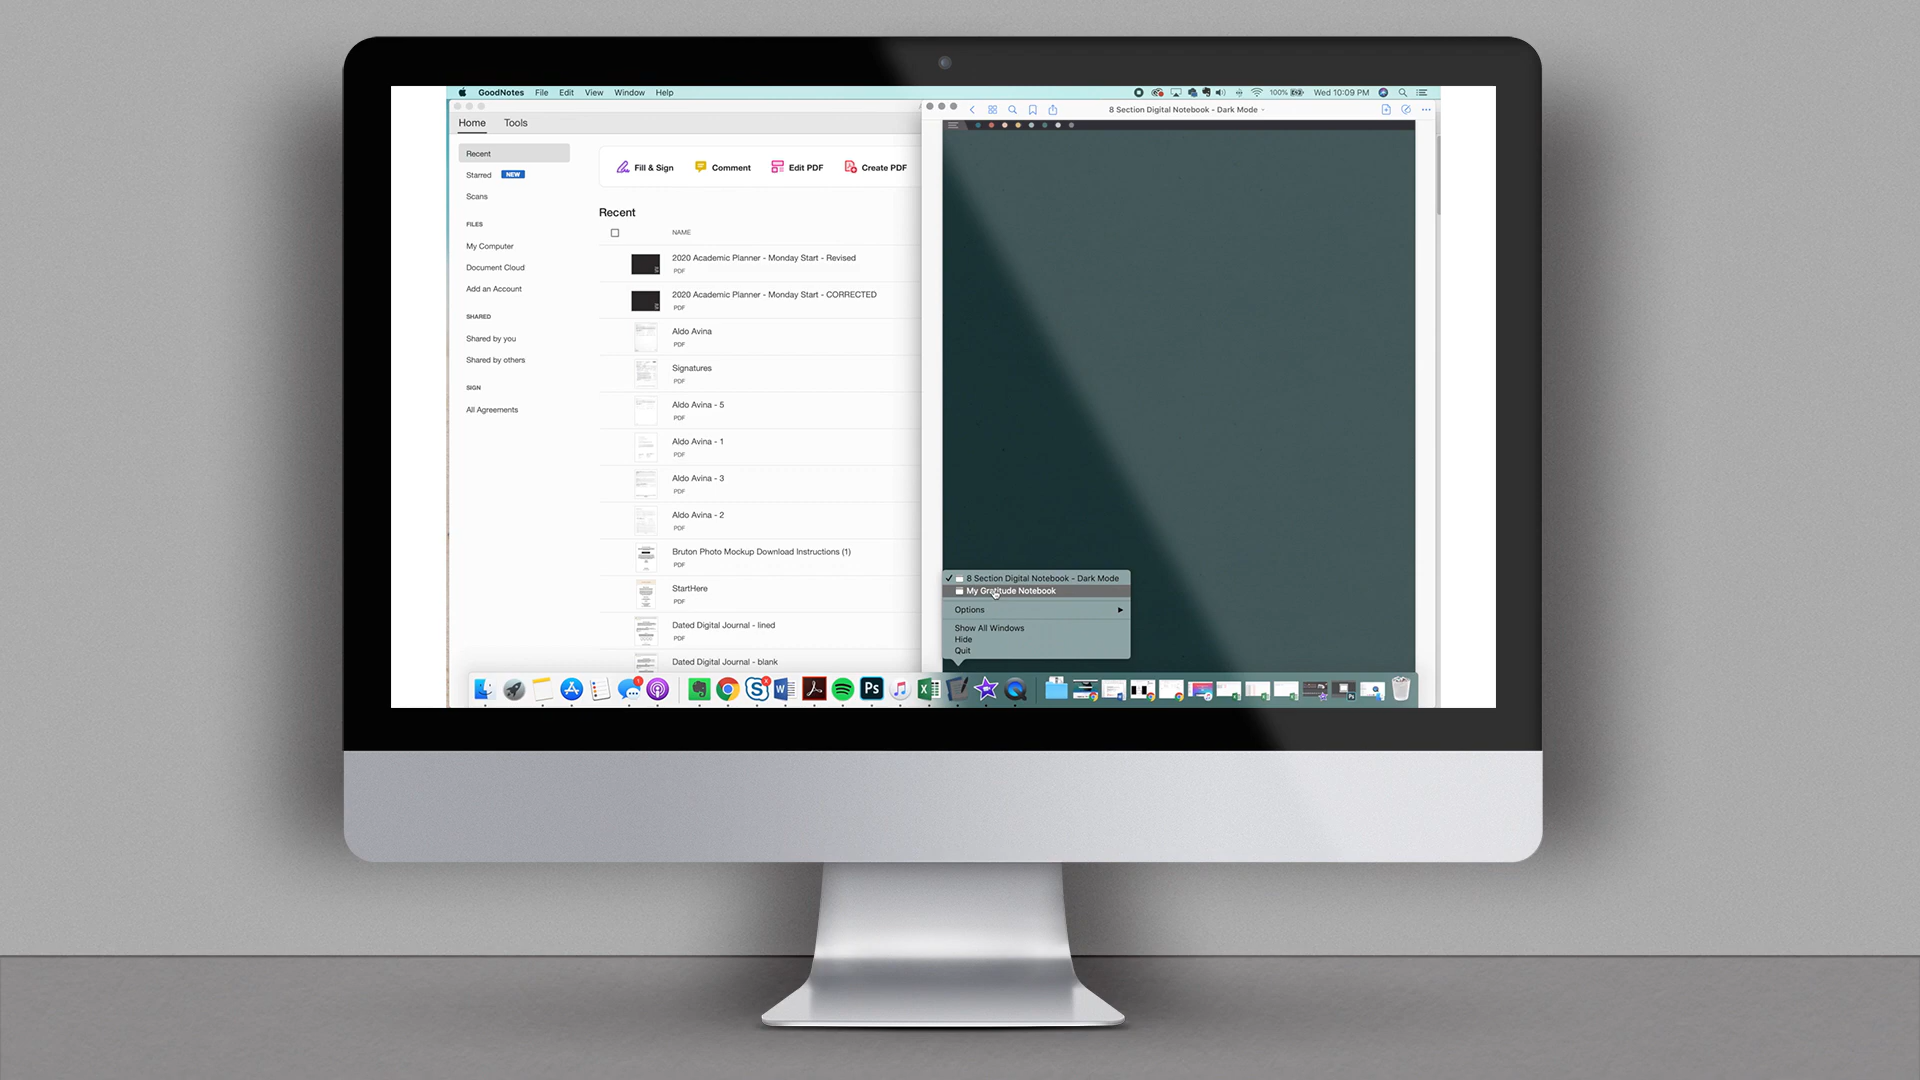 GoodNotes File Edit View Window Help
100% Wed 10:09 PM
Home Tools
8 Section Digital Notebook - Dark Mode
Recent
Starred NEW
Scans
FILES
My Computer
Document Cloud
Add an Account
SHARED
Shared by you
Shared by others
SIGN
All Agreements
Fill & Sign Comment Edit PDF Create PDF
Recent
NAME
2020 Academic Planner - Monday Start - Revised
PDF
2020 Academic Planner - Monday Start - CORRECTED
PDF
Aldo Avina
PDF
Signatures
PDF
Aldo Avina - 5
PDF
Aldo Avina - 1
PDF
Aldo Avina - 3
PDF
Aldo Avina - 2
PDF
Bruton Photo Mockup Download Instructions (1)
PDF
StartHere
PDF
Dated Digital Journal - lined
PDF
Dated Digital Journal - blank
8 Section Digital Notebook - Dark Mode
My Gratitude Notebook
Options
Show All Windows
Hide
Quit
S W Ps X